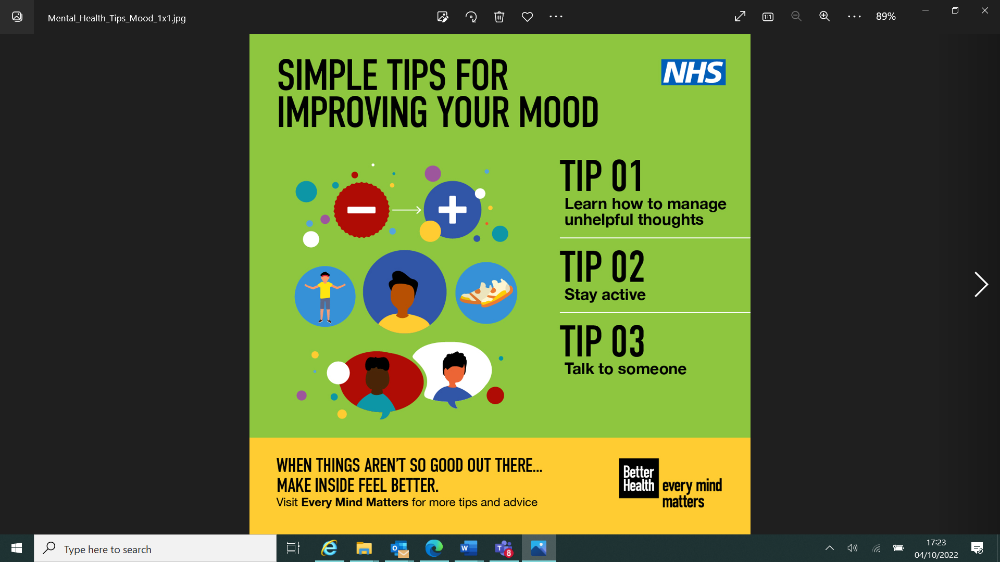 Mental_Health_Tips_Mood_1x1.jpg
1:1
89%
SIMPLE TIPS FOR
IMPROVING YOUR MOOD
NHS
TIP 01
Learn how to manage
unhelpful thoughts
TIP 02
Stay active
TIP 03
Talk to someone
WHEN THINGS AREN'T SO GOOD OUT THERE...
MAKE INSIDE FEEL BETTER.
Visit Every Mind Matters for more tips and advice
Better
Health
every mind
matters
Type here to search
O
W
T
8
17:23
04/10/2022